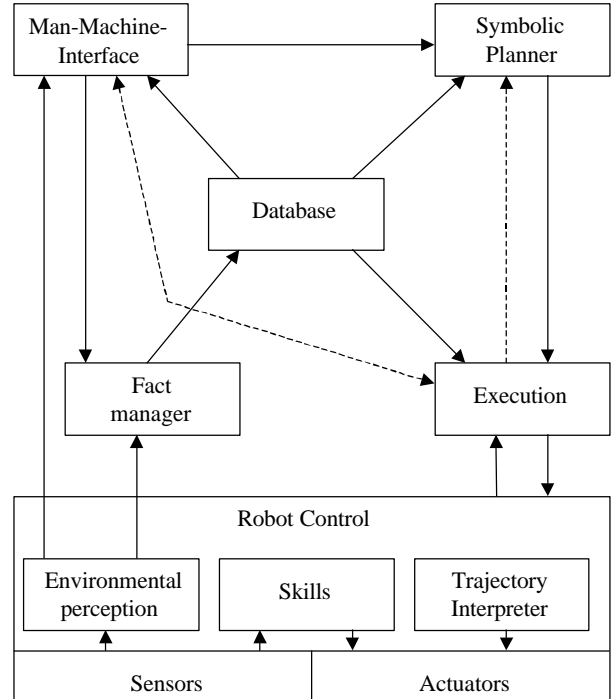 Man-Machine-
Interface
Symbolic
Planner
Database
Fact
manager
Execution
Robot Control
Environmental
perception
Skills
Trajectory
Interpreter
Sensors
Actuators